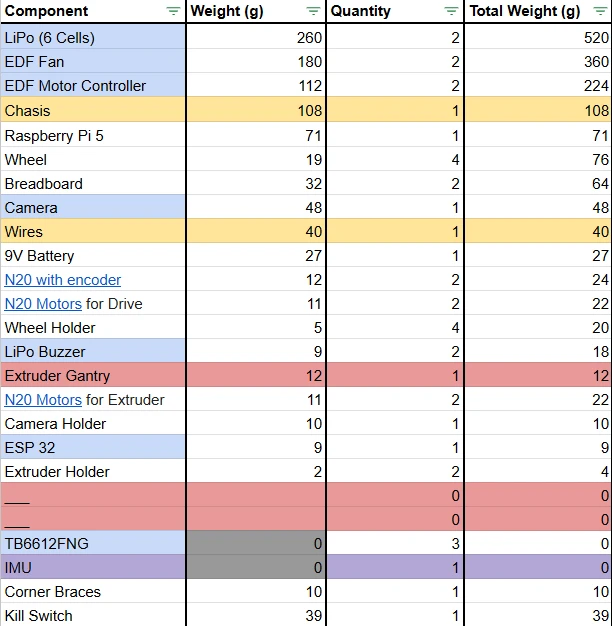 Component Weight (g) Quantity Total Weight (g)
LiPo (6 Cells) 260 2 520
EDF Fan 180 2 360
EDF Motor Controller 112 2 224
Chasis 108 1 108
Raspberry Pi 5 71 1 71
Wheel 19 4 76
Breadboard 32 2 64
Camera 48 1 48
Wires 40 1 40
9V Battery 27 1 27
N20 with encoder 12 2 24
N20 Motors for Drive 11 2 22
Wheel Holder 5 4 20
LiPo Buzzer 9 2 18
Extruder Gantry 12 1 12
N20 Motors for Extruder 11 2 22
Camera Holder 10 1 10
ESP 32 9 1 9
Extruder Holder 2 2 4
___ 0 0
___ 0 0
TB6612FNG 0 3 0
IMU 0 1 0
Corner Braces 10 1 10
Kill Switch 39 1 39